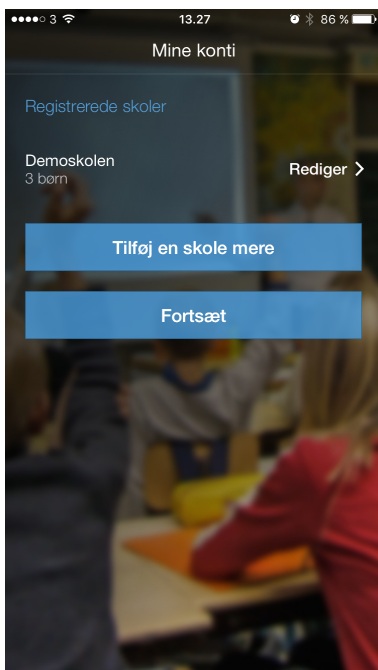 3 13.27 86 %
Mine konti
Registrerede skoler
Demoskolen
3 børn
Rediger
Tilføj en skole mere
Fortsæt